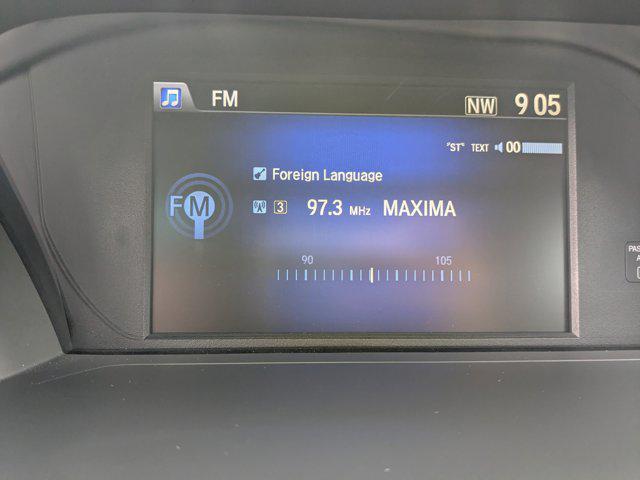 FM NW 9 05
"ST" TEXT 00
Foreign Language
FM
3 97.3 MHz MAXIMA
90 105